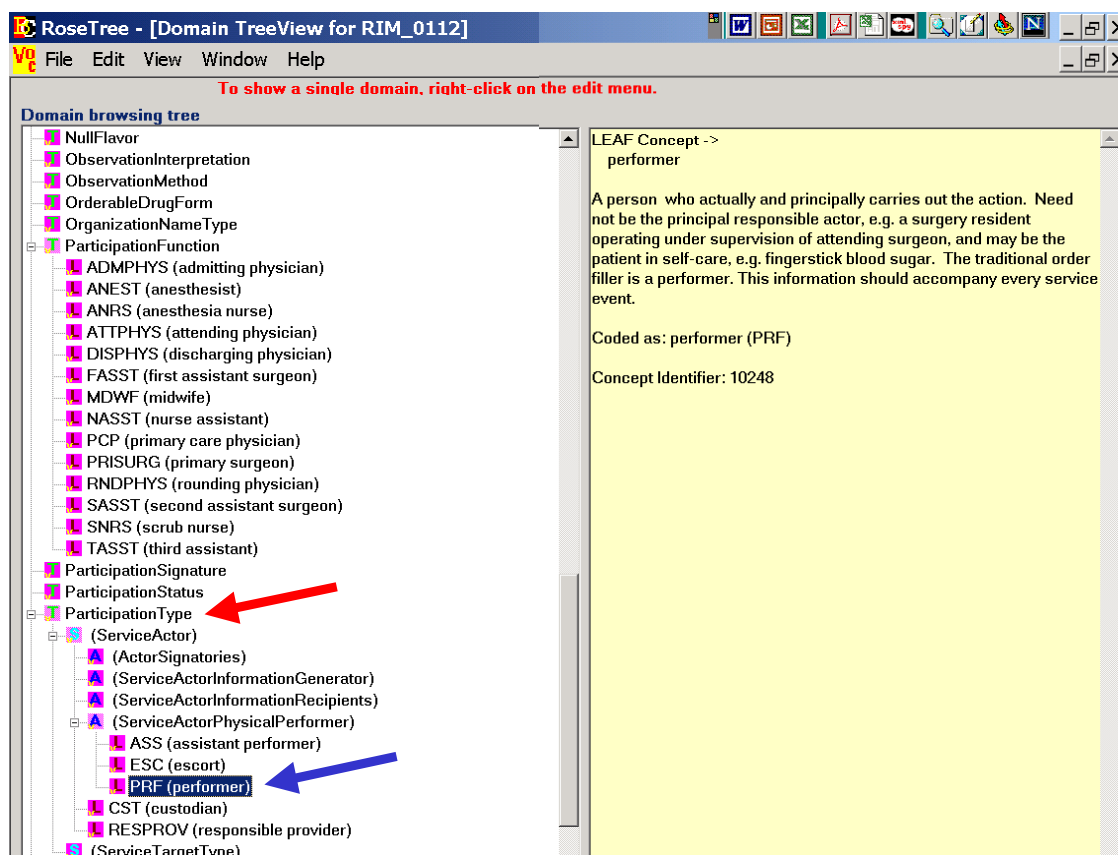 RoseTree - [Domain TreeView for RIM_0112]
File Edit View Window Help
To show a single domain, right-click on the edit menu.
Domain browsing tree
NullFlavor
ObservationInterpretation
ObservationMethod
OrderableDrugForm
OrganizationNameType
ParticipationFunction
ADMPHYS (admitting physician)
ANEST (anesthesist)
ANRS (anesthesia nurse)
ATTPHYS (attending physician)
DISPHYS (discharging physician)
FASST (first assistant surgeon)
MDWF (midwife)
NASST (nurse assistant)
PCP (primary care physician)
PRISURG (primary surgeon)
RNDPHYS (rounding physician)
SASST (second assistant surgeon)
SNRS (scrub nurse)
TASST (third assistant)
ParticipationSignature
ParticipationStatus
ParticipationType
(ServiceActor)
(ActorSignatories)
(ServiceActorInformationGenerator)
(ServiceActorInformationRecipients)
(ServiceActorPhysicalPerformer)
ASS (assistant performer)
ESC (escort)
PRF (performer)
CST (custodian)
RESPROV (responsible provider)
(ServiceTargetType)
LEAF Concept ->
performer
A person who actually and principally carries out the action. Need
not be the principal responsible actor, e.g. a surgery resident
operating under supervision of attending surgeon, and may be the
patient in self-care, e.g. fingerstick blood sugar. The traditional order
filler is a performer. This information should accompany every service
event.
Coded as: performer (PRF)
Concept Identifier: 10248